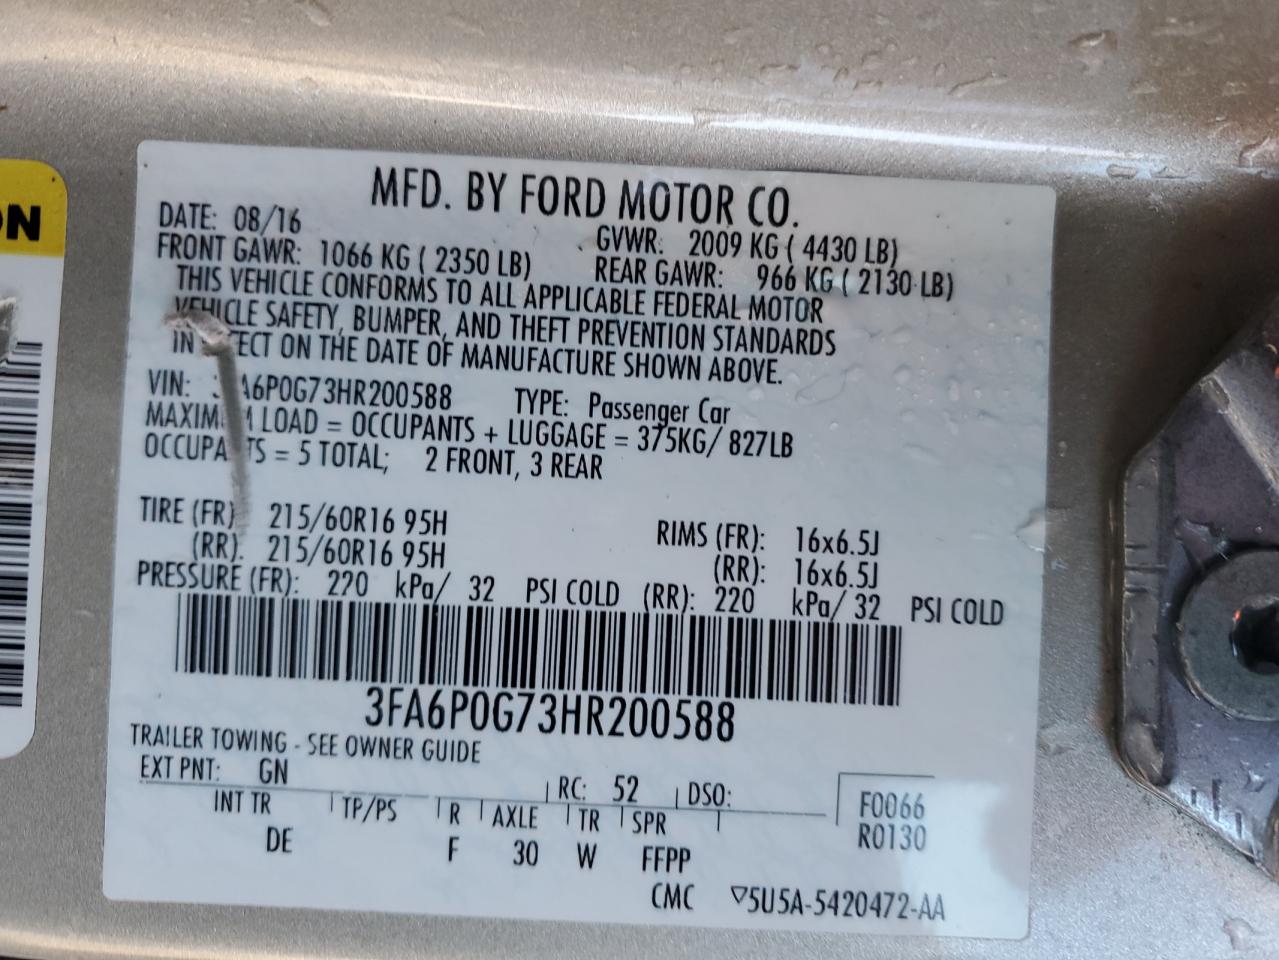 MFD. BY FORD MOTOR CO.
DATE: 08/16 GVWR: 2009 KG ( 4430 LB)
FRONT GAWR: 1066 KG ( 2350 LB) REAR GAWR: 966 KG ( 2130 LB)
THIS VEHICLE CONFORMS TO ALL APPLICABLE FEDERAL MOTOR
VEHICLE SAFETY, BUMPER, AND THEFT PREVENTION STANDARDS
IN EFFECT ON THE DATE OF MANUFACTURE SHOWN ABOVE.
VIN: 3FA6P0G73HR200588 TYPE: Passenger Car
MAXIMUM LOAD = OCCUPANTS + LUGGAGE = 375KG/ 827LB
OCCUPANTS = 5 TOTAL; 2 FRONT, 3 REAR
TIRE (FR) 215/60R16 95H RIMS (FR): 16x6.5J
(RR). 215/60R16 95H (RR): 16x6.5J
PRESSURE (FR): 220 kPa/ 32 PSI COLD (RR): 220 kPa/ 32 PSI COLD
3FA6P0G73HR200588
TRAILER TOWING - SEE OWNER GUIDE
EXT PNT: GN RC: 52 DSO: F0066
INT TR TP/PS R AXLE TR SPR R0130
DE F 30 W FFPP
CMC 5U5A-5420472-AA
ON